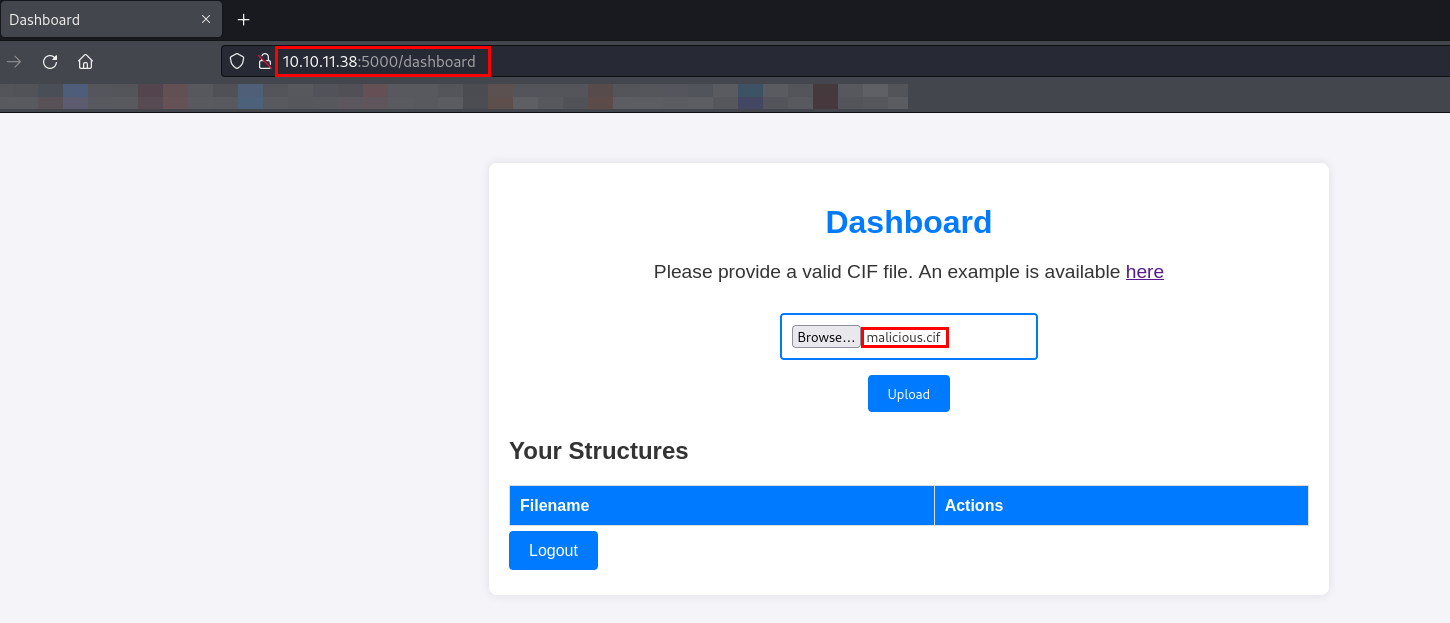 Dashboard
10.10.11.38:5000/dashboard
Dashboard
Please provide a valid CIF file. An example is available here
Browse... malicious.cif
Upload
Your Structures
Filename Actions
Logout